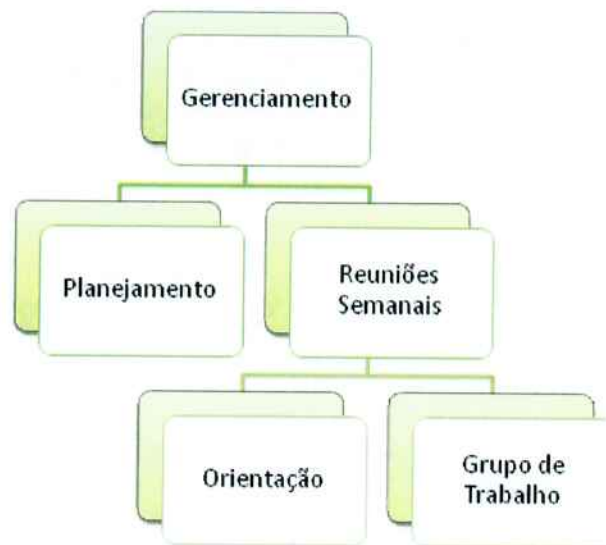 Gerenciamento
Planejamento
Reuniões
Semanais
Orientação
Grupo de
Trabalho